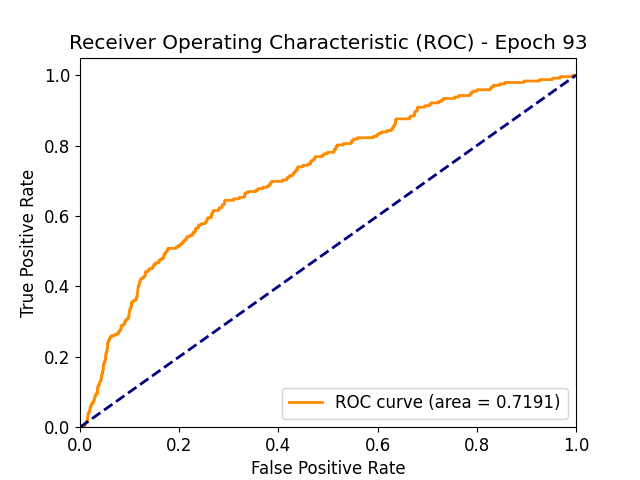 Receiver Operating Characteristic (ROC) - Epoch 93
1.0
0.8
0.6
0.4
0.2
0.0
True Positive Rate
ROC curve (area = 0.7191)
0.0 0.2 0.4 0.6 0.8 1.0
False Positive Rate